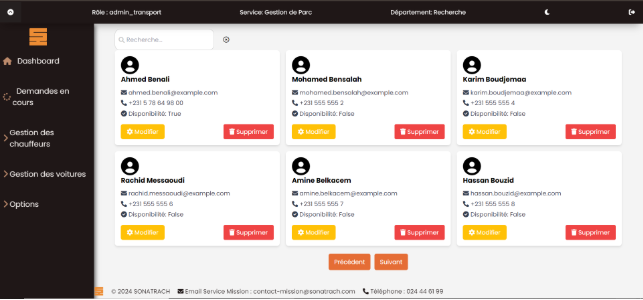 Rôle : admin_transport Service: Gestion de Parc Département: Recherche
Dashboard
Demandes en
cours
Gestion des
chauffeurs
Gestion des voitures
Options
Recherche...
Ahmed Benali
ahmed.benali@example.com
+231 5 78 64 98 00
Disponibilité: True
Modifier Supprimer
Mohamed Bensalah
mohamed.bensalah@example.com
+231 555 555 2
Disponibilité: False
Modifier Supprimer
Karim Boudjemaa
karim.boudjemaa@example.com
+231 555 555 4
Disponibilité: False
Modifier Supprimer
Rachid Messaoudi
rachid.messaoudi@example.com
+231 555 555 6
Disponibilité: False
Modifier Supprimer
Amine Belkacem
amine.belkacem@example.com
+231 555 555 7
Disponibilité: False
Modifier Supprimer
Hassan Bouzid
hassan.bouzid@example.com
+231 555 555 8
Disponibilité: False
Modifier Supprimer
Précédent Suivant
© 2024 SONATRACH Email Service Mission : contact-mission@sonatrach.com Téléphone : 024 44 61 99